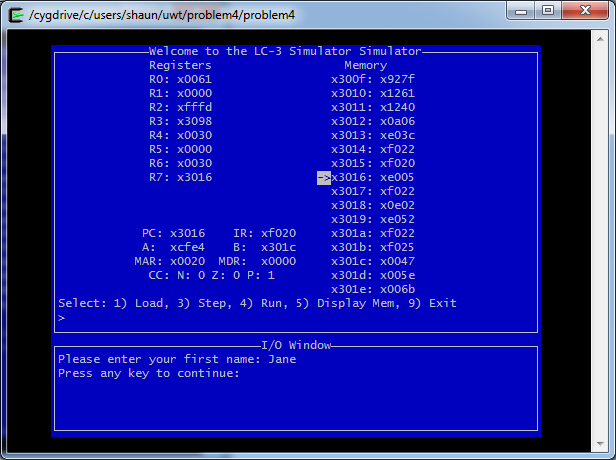 /cygdrive/c/users/shaun/uwt/problem4/problem4
Welcome to the LC-3 Simulator Simulator
Registers Memory
R0: x0061 x300f: x927f
R1: x0000 x3010: x1261
R2: xfffd x3011: x1240
R3: x3098 x3012: x0a06
R4: x0030 x3013: xe03c
R5: x0000 x3014: xf022
R6: x0030 x3015: xf020
R7: x3016 ->x3016: xe005
x3017: xf022
x3018: x0e02
x3019: xe052
PC: x3016 IR: xf020 x301a: xf022
A: xcfe4 B: x301c x301b: xf025
MAR: x0020 MDR: x0000 x301c: x0047
CC: N: 0 Z: 0 P: 1 x301d: x005e
x301e: x006b
Select: 1) Load, 3) Step, 4) Run, 5) Display Mem, 9) Exit
>
I/O Window
Please enter your first name: Jane
Press any key to continue: